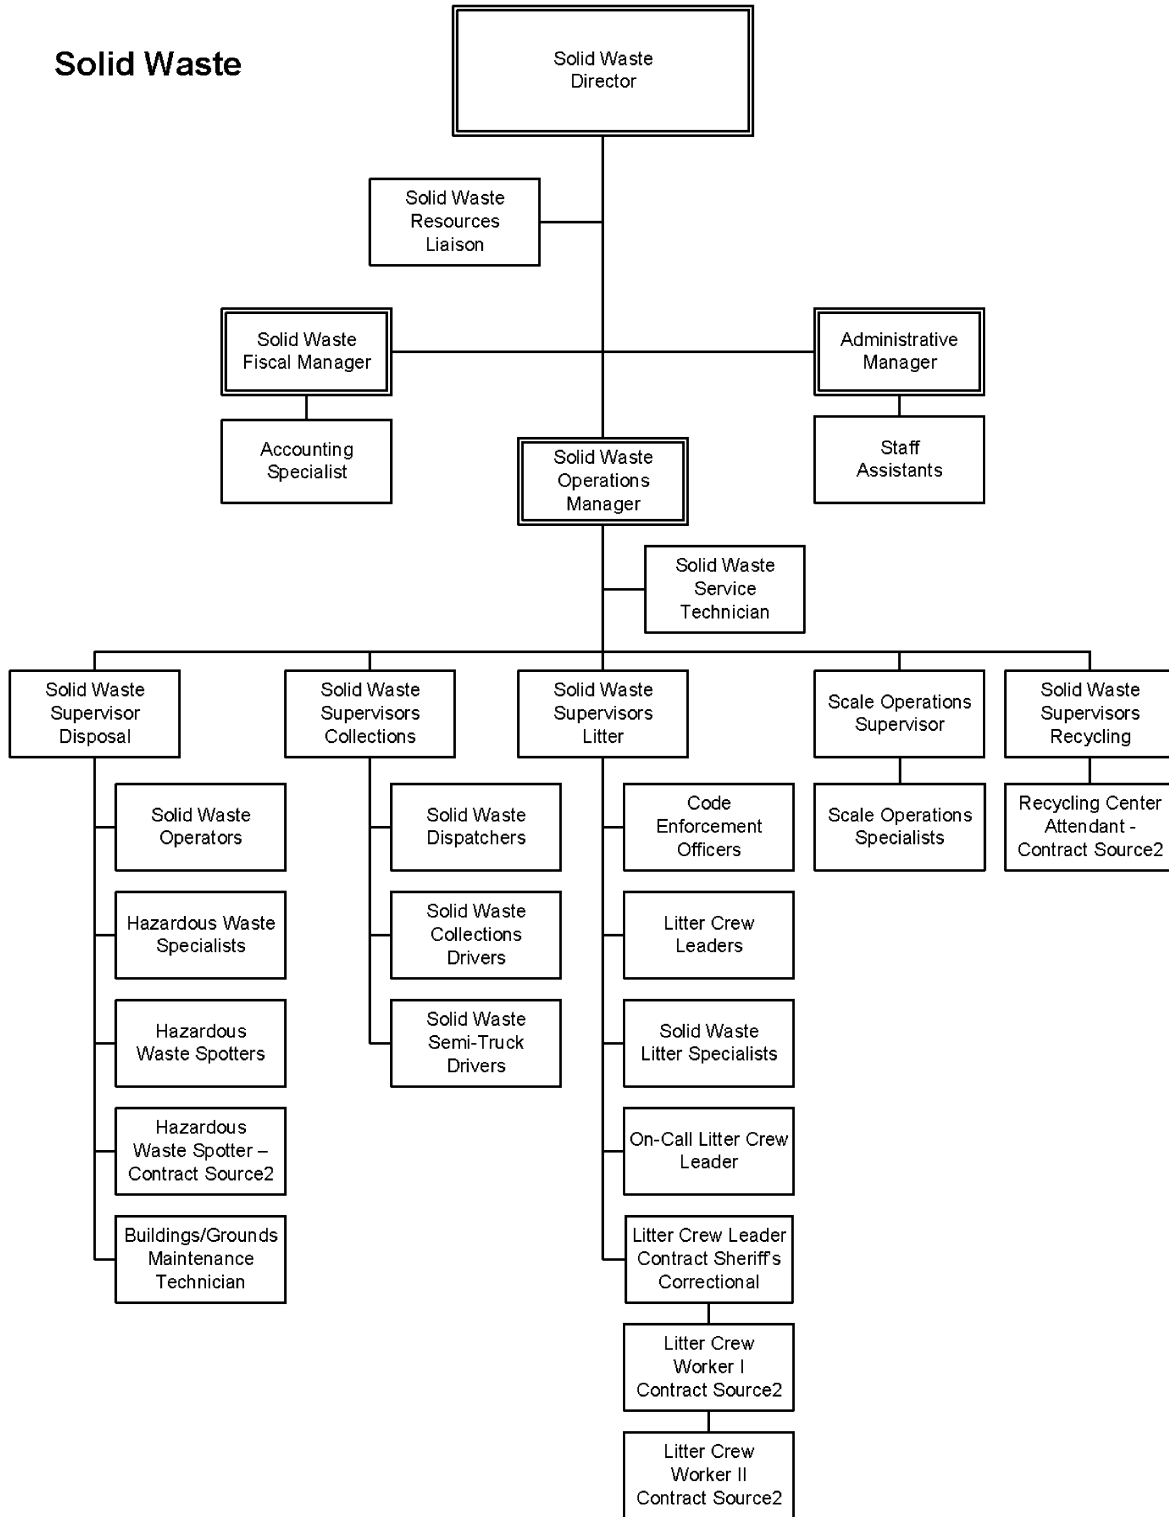 Solid Waste
Solid Waste
Director
Solid Waste
Resources
Liaison
Solid Waste
Fiscal Manager
Administrative
Manager
Accounting
Specialist
Staff
Assistants
Solid Waste
Operations
Manager
Solid Waste
Service
Technician
Solid Waste
Supervisor
Disposal
Solid Waste
Supervisors
Collections
Solid Waste
Supervisors
Litter
Scale Operations
Supervisor
Solid Waste
Supervisors
Recycling
Solid Waste
Operators
Solid Waste
Dispatchers
Code
Enforcement
Officers
Scale Operations
Specialists
Recycling Center
Attendant -
Contract Source2
Hazardous Waste
Specialists
Solid Waste
Collections
Drivers
Litter Crew
Leaders
Hazardous
Waste Spotters
Solid Waste
Semi-Truck
Drivers
Solid Waste
Litter Specialists
Hazardous
Waste Spotter –
Contract Source2
On-Call Litter Crew
Leader
Buildings/Grounds
Maintenance
Technician
Litter Crew Leader
Contract Sheriff's
Correctional
Litter Crew
Worker I
Contract Source2
Litter Crew
Worker II
Contract Source2